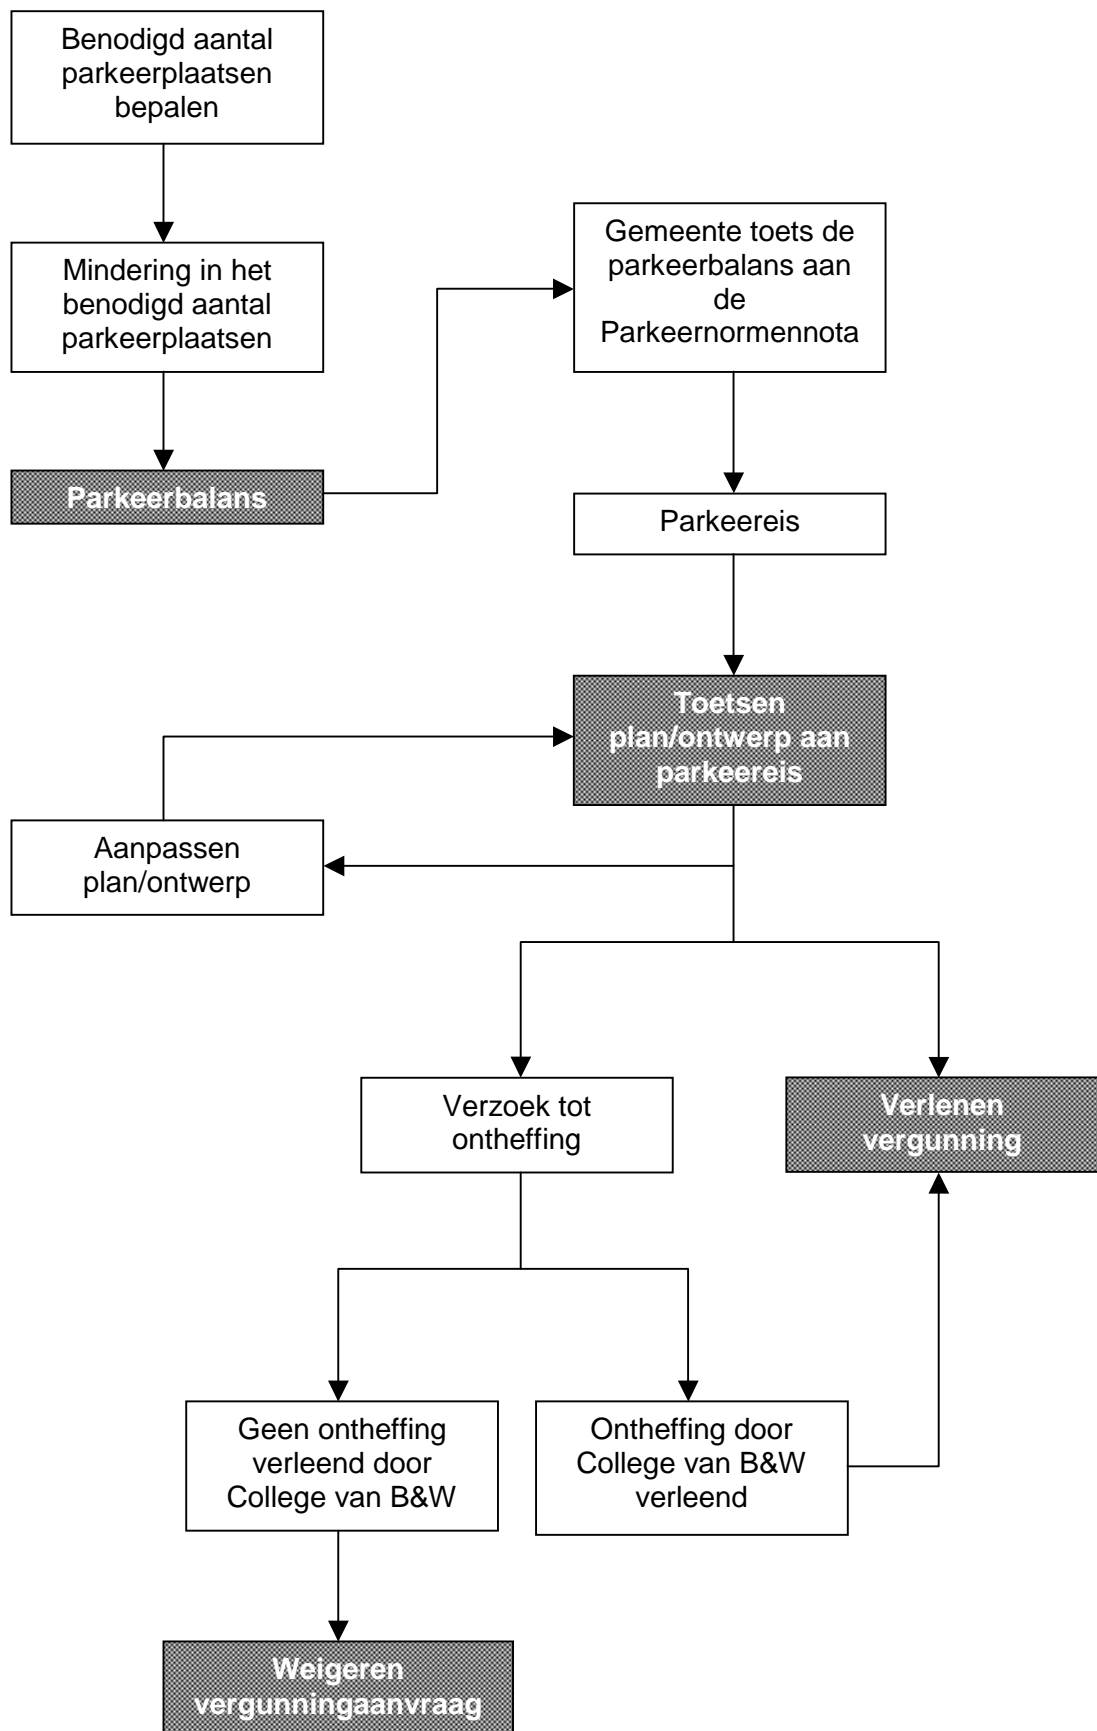 Benodigd aantal
parkeerplaatsen
bepalen
Mindering in het
benodigd aantal
parkeerplaatsen
Parkeerbalans
Gemeente toets de
parkeerbalans aan
de
Parkeernormennota
Parkeereis
Toetsen
plan/ontwerp aan
parkeereis
Aanpassen
plan/ontwerp
Verzoek tot
ontheffing
Verlenen
vergunning
Geen ontheffing
verleend door
College van B&W
Ontheffing door
College van B&W
verleend
Weigeren
vergunningaanvraag